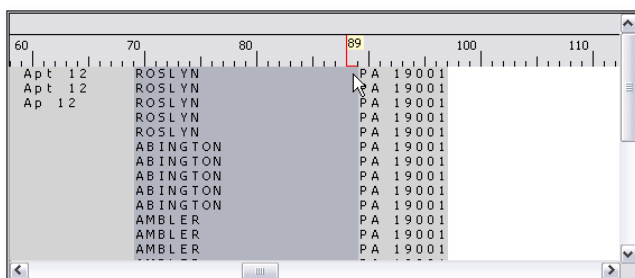 60 70 80 89 100 110
Apt 12 ROSLYN PA 19001
Apt 12 ROSLYN PA 19001
Ap 12 ROSLYN PA 19001
ROSLYN PA 19001
ROSLYN PA 19001
ABINGTON PA 19001
ABINGTON PA 19001
ABINGTON PA 19001
ABINGTON PA 19001
ABINGTON PA 19001
AMBLER PA 19001
AMBLER PA 19001
AMBLER PA 19001